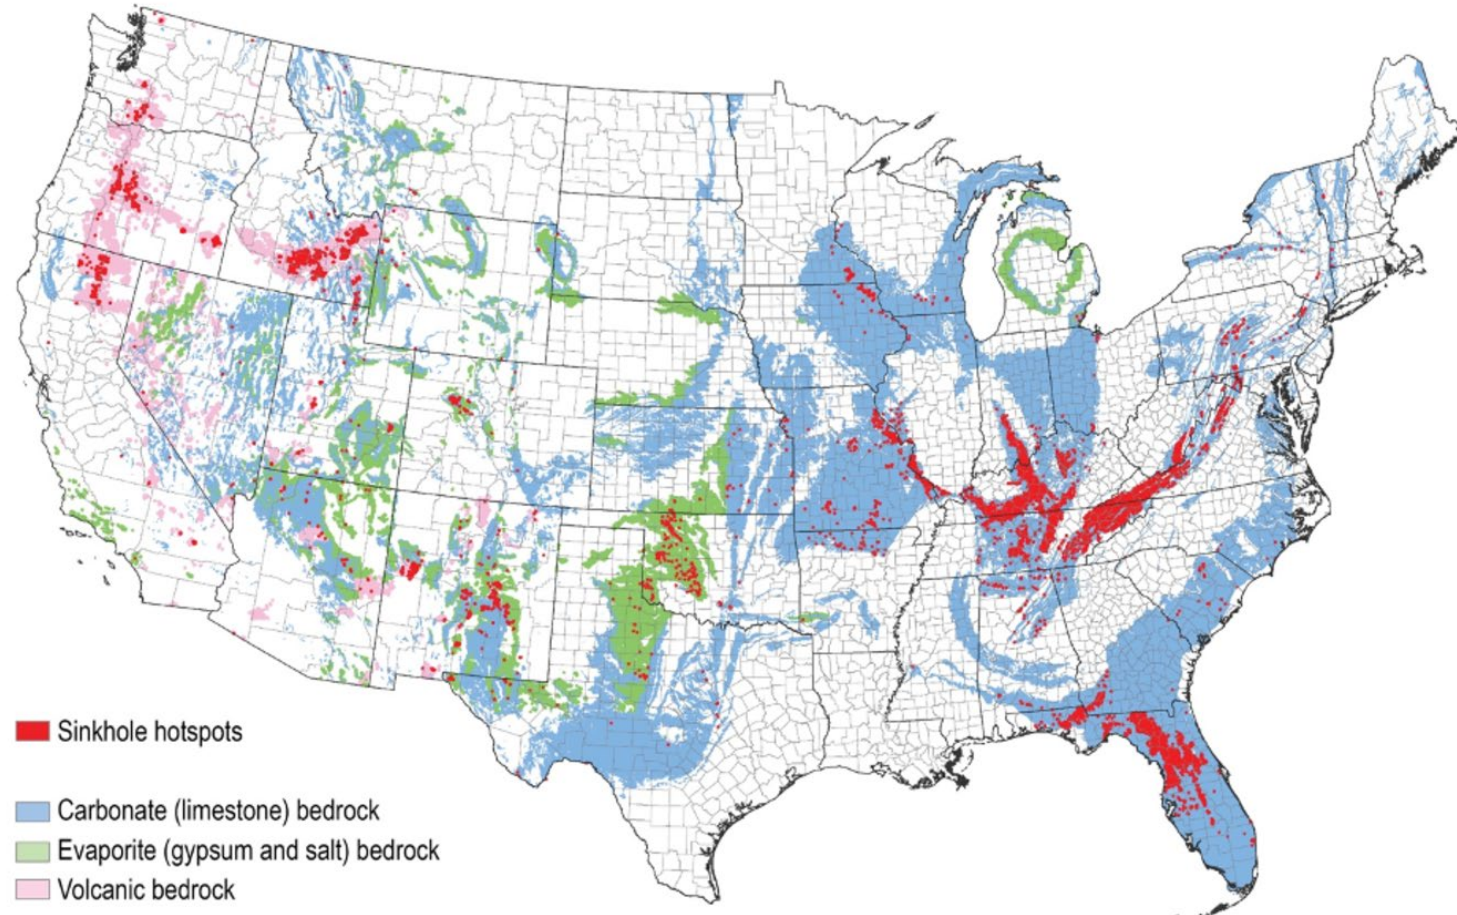 Sinkhole hotspots
Carbonate (limestone) bedrock
Evaporite (gypsum and salt) bedrock
Volcanic bedrock